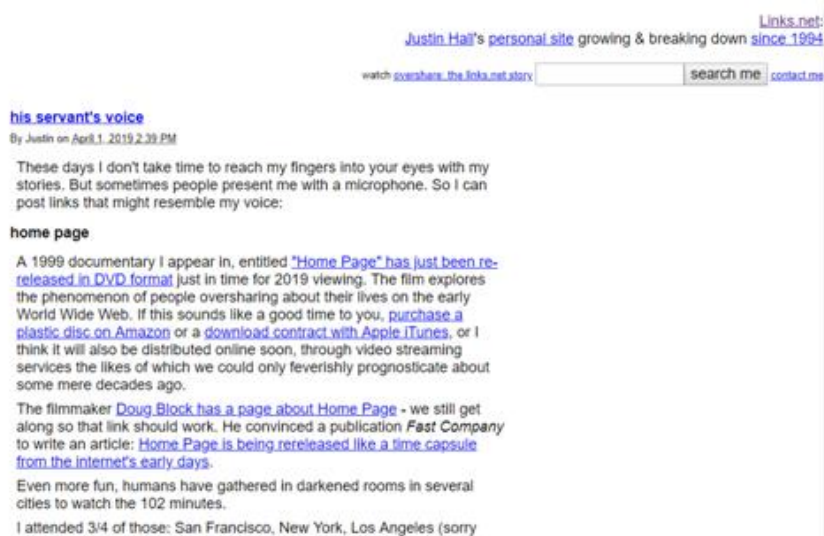 Links.net:
Justin Hall's personal site growing & breaking down since 1994
watch overshare: the links.net story search me contact me
his servant's voice
By Justin on April 1, 2019 2:39 PM
These days I don't take time to reach my fingers into your eyes with my
stories. But sometimes people present me with a microphone. So I can
post links that might resemble my voice:
home page
A 1999 documentary I appear in, entitled "Home Page" has just been re-
released in DVD format just in time for 2019 viewing. The film explores
the phenomenon of people oversharing about their lives on the early
World Wide Web. If this sounds like a good time to you, purchase a
plastic disc on Amazon or a download contract with Apple iTunes, or I
think it will also be distributed online soon, through video streaming
services the likes of which we could only feverishly prognosticate about
some mere decades ago.
The filmmaker Doug Block has a page about Home Page - we still get
along so that link should work. He convinced a publication Fast Company
to write an article: Home Page is being rereleased like a time capsule
from the internet's early days.
Even more fun, humans have gathered in darkened rooms in several
cities to watch the 102 minutes.
I attended 3/4 of those: San Francisco, New York, Los Angeles (sorry